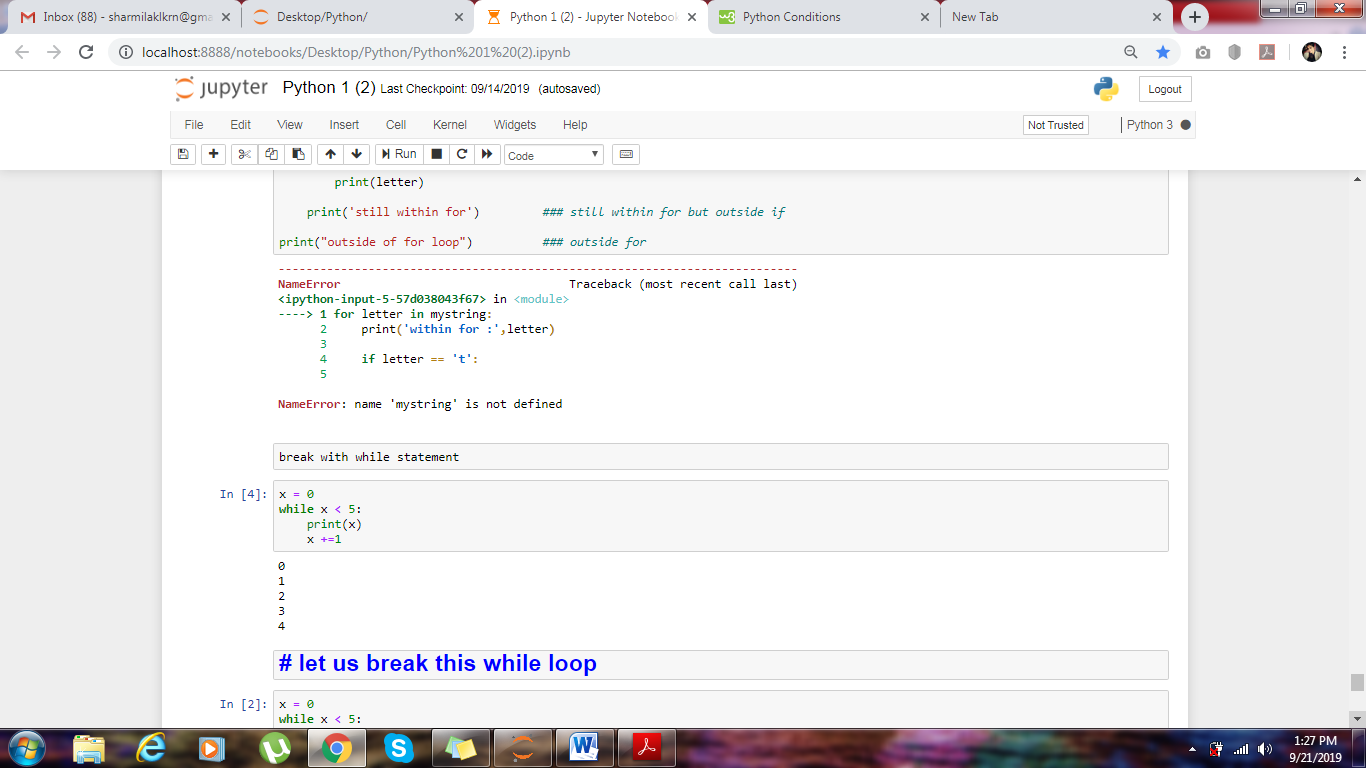 Inbox (88) - sharmilaklkrn@gma
Desktop/Python/
Python 1 (2) - Jupyter Notebook
Python Conditions
New Tab
localhost:8888/notebooks/Desktop/Python/Python%201%20(2).ipynb
jupyter Python 1 (2) Last Checkpoint: 09/14/2019 (autosaved)
Logout
File Edit View Insert Cell Kernel Widgets Help
Not Trusted
Python 3
Run
Code
print(letter)
print('still within for') ### still within for but outside if
print("outside of for loop") ### outside for
---------------------------------------------------------------------------
NameError Traceback (most recent call last)
<ipython-input-5-57d038043f67> in <module>
----> 1 for letter in mystring:
2 print('within for :',letter)
3
4 if letter == 't':
5
NameError: name 'mystring' is not defined
break with while statement
In [4]: x = 0
while x < 5:
print(x)
x +=1
0
1
2
3
4
# let us break this while loop
In [2]: x = 0
while x < 5:
1:27 PM
9/21/2019